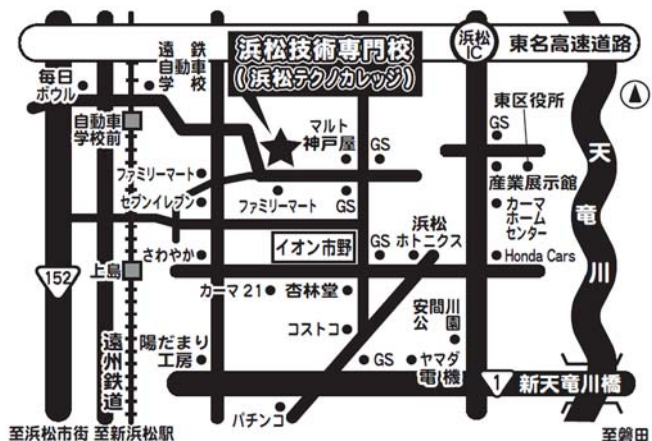 浜松技術専門校
(浜松テクノカレッジ)
遠鉄
自動車
学校
浜松
IC
東名高速道路
毎日
ボウル
自動車
学校前
マルト
神戸屋
GS
GS
東区役所
産業展示館
ファミリーマート
セブンイレブン
ファミリーマート
GS
カーマ
ホーム
センター
天竜川
さわやか
イオン市野
GS
浜松
ホトニクス
Honda Cars
152
上島
カーマ21
杏林堂
コストコ
安間川
公園
遠州鉄道
陽だまり
工房
GS
ヤマダ
電機
1
新天竜川橋
パチンコ
至浜松市街
至新浜松駅
至磐田